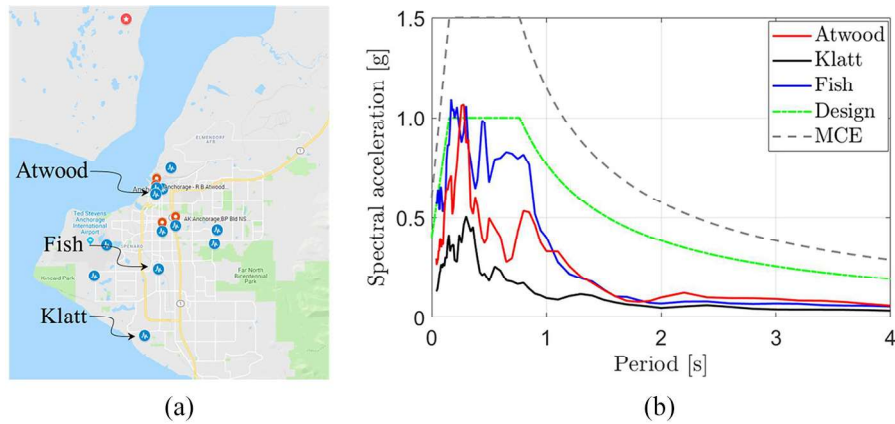 ELMENDORF
AFB
Atwood
Anchorage - R.B.Atwood
Ted Stevens
Anchorage
International
Airport
AK:Anchorage:BP Bld NS
SPENARD
Fish
Far North
Bicentennial
Park
Kincaid Park
Klatt
(a)
Spectral acceleration [g]
1.5
1.0
0.5
0
0
1
2
3
4
Period [s]
Atwood
Klatt
Fish
Design
MCE
(b)